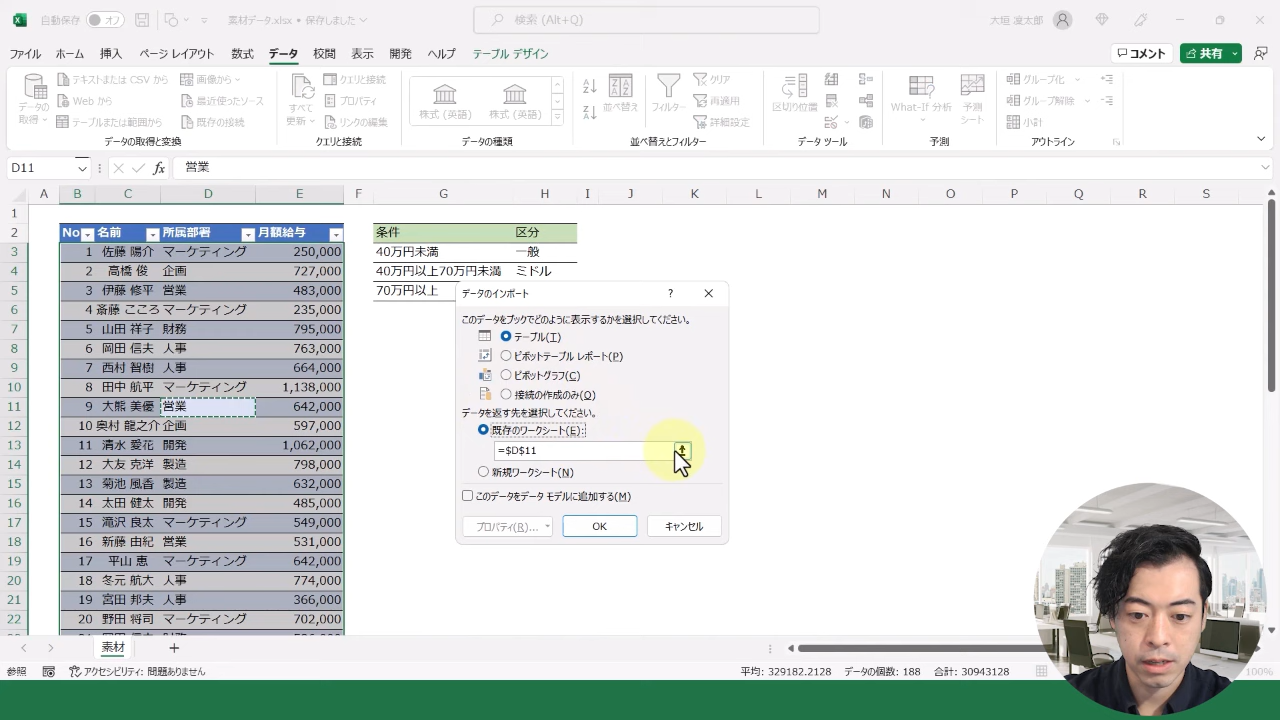 自動保存 オフ 素材データ.xlsx • 保存しました 検索 (Alt+Q) 大垣 凌太郎
ファイル ホーム 挿入 ページ レイアウト 数式 データ 校閲 表示 開発 ヘルプ テーブル デザイン コメント 共有
データの取得 テキストまたは CSV から Web から テーブルまたは範囲から 画像から 最近使ったソース 既存の接続
データの取得と変換
すべて更新 クエリと接続 プロパティ リンクの編集
クエリと接続
株式 (英語) 株式 (英語)
データの種類
並べ替え フィルター クリア 再適用 詳細設定
並べ替えとフィルター
区切り位置
データ ツール
What-If 分析 予測シート
予測
グループ化 グループ解除 小計
アウトライン
D11 fx 営業
A B C D E F G H I J K L M N O P Q R S
1
2 No 名前 所属部署 月額給与 条件 区分
3 1 佐藤 陽介 マーケティング 250,000 40万円未満 一般
4 2 高橋 俊 企画 727,000 40万円以上70万円未満 ミドル
5 3 伊藤 修平 営業 483,000 70万円以上
6 4 斎藤 こころ マーケティング 235,000
7 5 山田 祥子 財務 795,000
8 6 岡田 信夫 人事 763,000
9 7 西村 智樹 人事 664,000
10 8 田中 航平 マーケティング 1,138,000
11 9 大熊 美優 営業 642,000
12 10 奥村 龍之介 企画 597,000
13 11 清水 愛花 開発 1,062,000
14 12 大友 克洋 製造 798,000
15 13 菊池 風香 製造 632,000
16 14 太田 健太 開発 485,000
17 15 滝沢 良太 マーケティング 549,000
18 16 新藤 由紀 営業 531,000
19 17 平山 恵 マーケティング 642,000
20 18 冬元 航大 人事 774,000
21 19 宮田 邦夫 人事 366,000
22 20 野田 将司 マーケティング 702,000
データのインポート ?
このデータをブックでどのように表示するかを選択してください。
テーブル(T)
ピボットテーブル レポート(P)
ピボットグラフ(C)
接続の作成のみ(O)
データを返す先を選択してください。
既存のワークシート(E):
=$D$11
新規ワークシート(N)
このデータをデータ モデルに追加する(M)
プロパティ(R)... OK キャンセル
素材
参照 アクセシビリティ: 問題ありません 平均: 329182.2128 データの個数: 188 合計: 30943128 100%